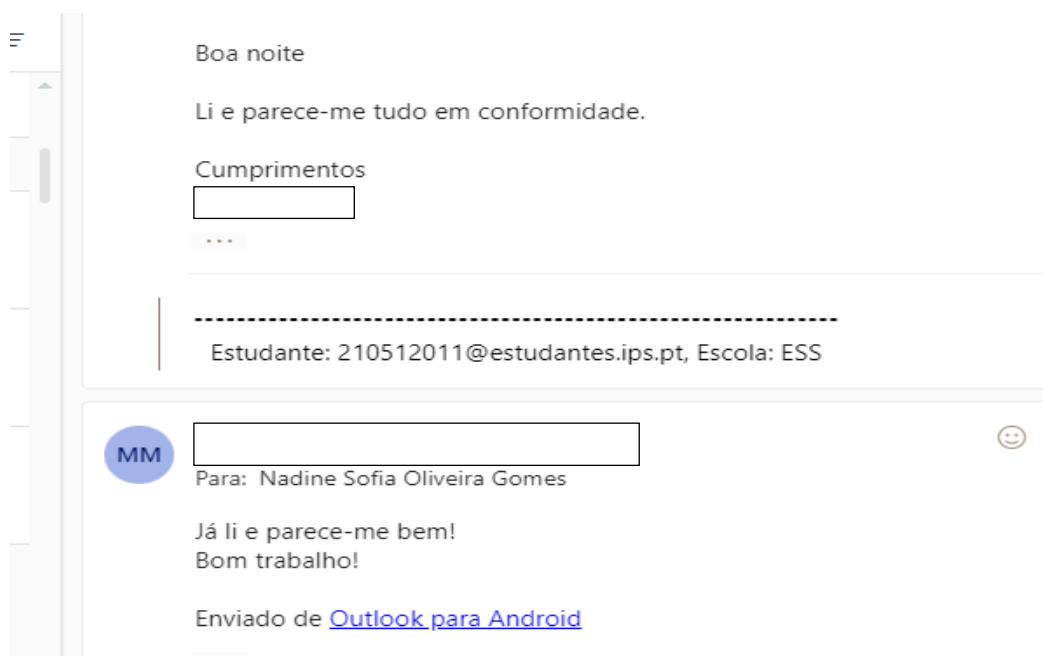 Boa noite
Li e parece-me tudo em conformidade.
Cumprimentos
...
------------------------------------------------------------
Estudante: 210512011@estudantes.ips.pt, Escola: ESS
MM
Para: Nadine Sofia Oliveira Gomes
Já li e parece-me bem!
Bom trabalho!
Enviado de Outlook para Android